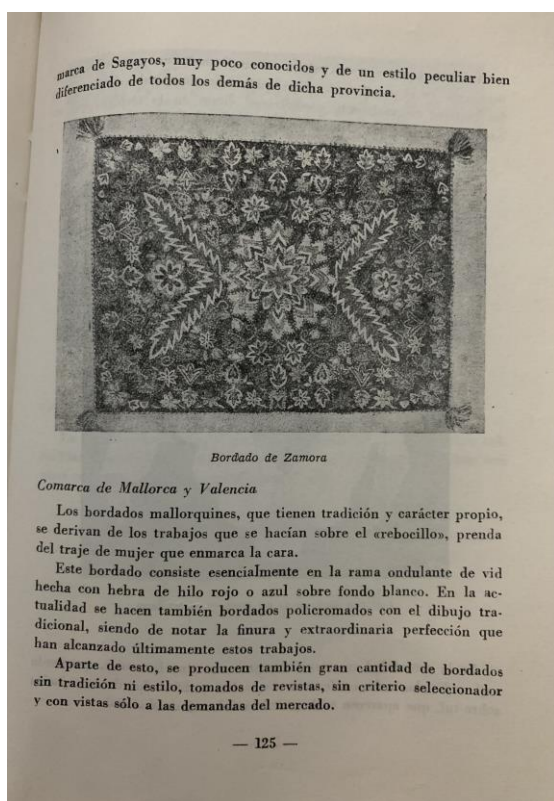 marca de Sagayos, muy poco conocidos y de un estilo peculiar bien
diferenciado de todos los demás de dicha provincia.
Bordado de Zamora
Comarca de Mallorca y Valencia
Los bordados mallorquines, que tienen tradición y carácter propio,
se derivan de los trabajos que se hacían sobre el «rebocillo», prenda
del traje de mujer que enmarca la cara.
Este bordado consiste esencialmente en la rama ondulante de vid
hecha con hebra de hilo rojo o azul sobre fondo blanco. En la ac-
tualidad se hacen también bordados policromados con el dibujo tra-
dicional, siendo de notar la finura y extraordinaria perfección que
han alcanzado últimamente estos trabajos.
Aparte de esto, se producen también gran cantidad de bordados
sin tradición ni estilo, tomados de revistas, sin criterio seleccionador
y con vistas sólo a las demandas del mercado.
— 125 —